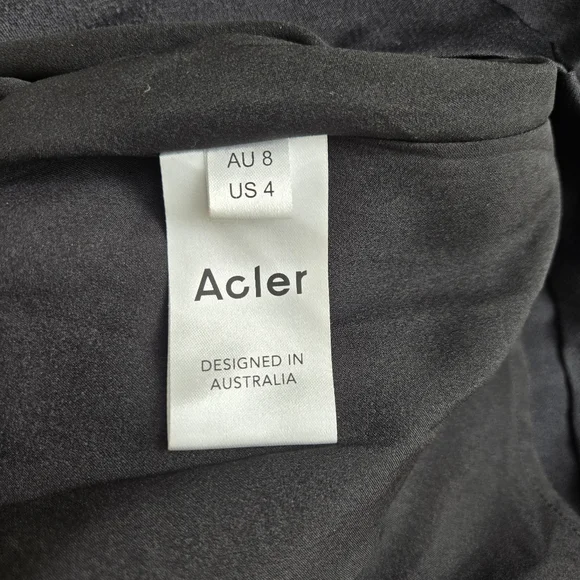 AU 8
US 4
Acler
DESIGNED IN
AUSTRALIA